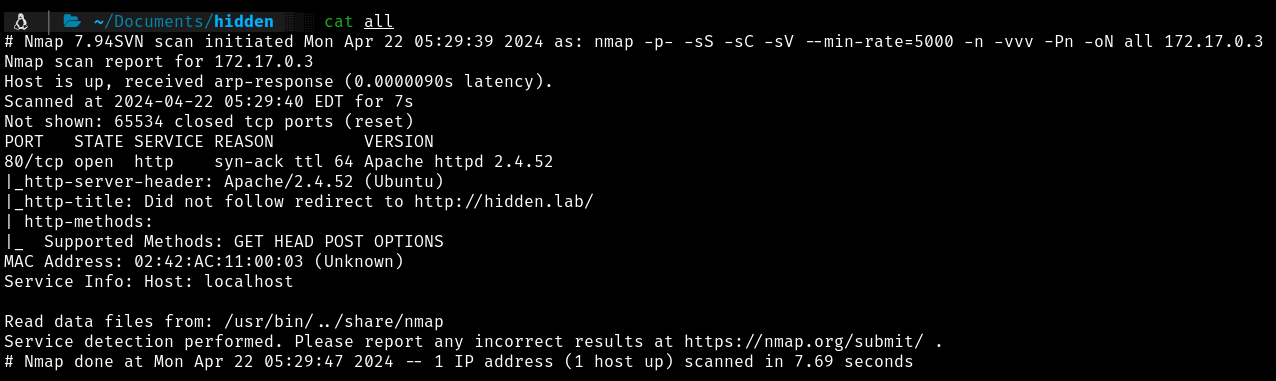 ~/Documents/hidden cat all
# Nmap 7.94SVN scan initiated Mon Apr 22 05:29:39 2024 as: nmap -p- -sS -sC -sV --min-rate=5000 -n -vvv -Pn -oN all 172.17.0.3
Nmap scan report for 172.17.0.3
Host is up, received arp-response (0.0000090s latency).
Scanned at 2024-04-22 05:29:40 EDT for 7s
Not shown: 65534 closed tcp ports (reset)
PORT   STATE SERVICE REASON         VERSION
80/tcp open  http    syn-ack ttl 64 Apache httpd 2.4.52
|_http-server-header: Apache/2.4.52 (Ubuntu)
|_http-title: Did not follow redirect to http://hidden.lab/
| http-methods:
|_  Supported Methods: GET HEAD POST OPTIONS
MAC Address: 02:42:AC:11:00:03 (Unknown)
Service Info: Host: localhost
Read data files from: /usr/bin/../share/nmap
Service detection performed. Please report any incorrect results at https://nmap.org/submit/ .
# Nmap done at Mon Apr 22 05:29:47 2024 -- 1 IP address (1 host up) scanned in 7.69 seconds